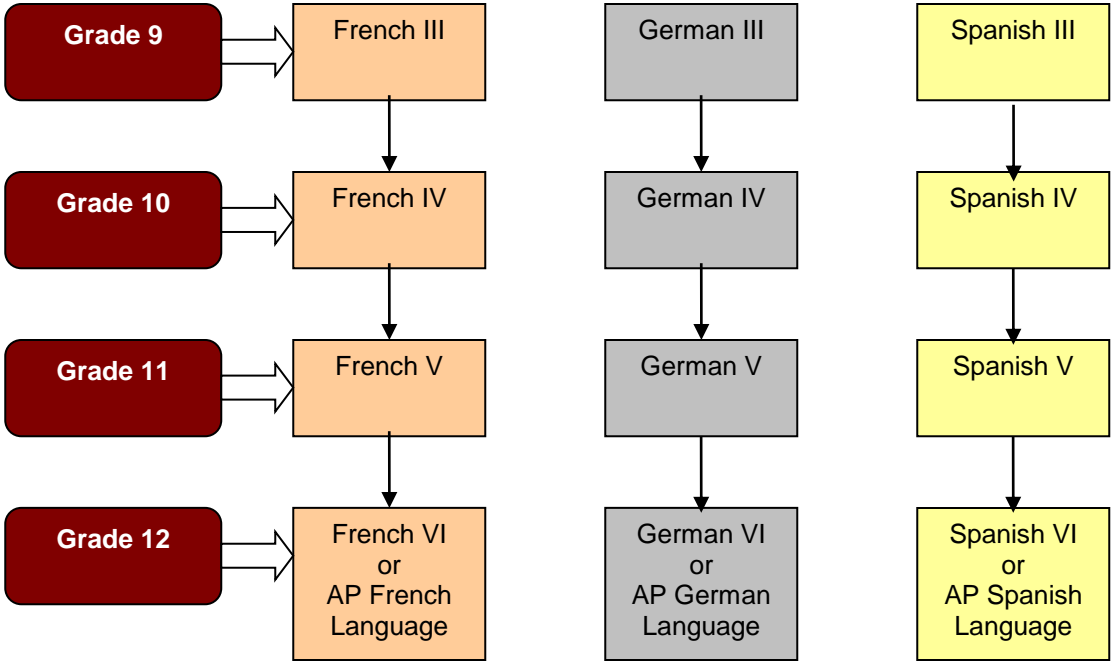 Grade 9
French III
German III
Spanish III
Grade 10
French IV
German IV
Spanish IV
Grade 11
French V
German V
Spanish V
Grade 12
French VI
or
AP French
Language
German VI
or
AP German
Language
Spanish VI
or
AP Spanish
Language